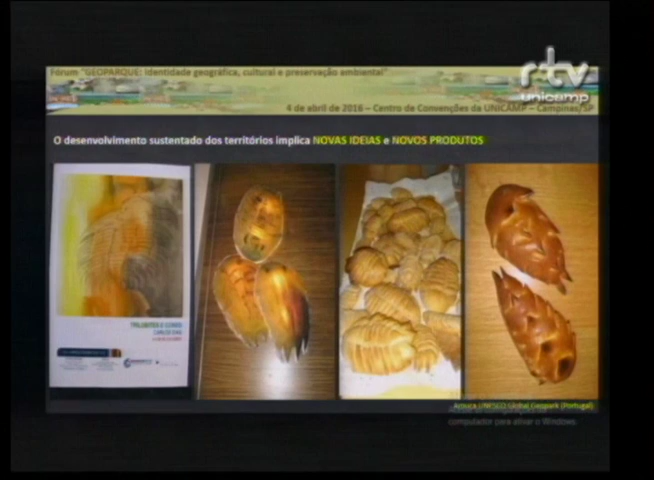 Fórum "GEOPARQUE: Identidade geográfica, cultural e preservação ambiental"
rtv
unicamp
4 de abril de 2016 – Centro de Convenções da UNICAMP – Campinas/SP
O desenvolvimento sustentado dos territórios implica NOVAS IDEIAS e NOVOS PRODUTOS
Arouca UNESCO Global Geopark (Portugal)
computador para ativar o Windows.